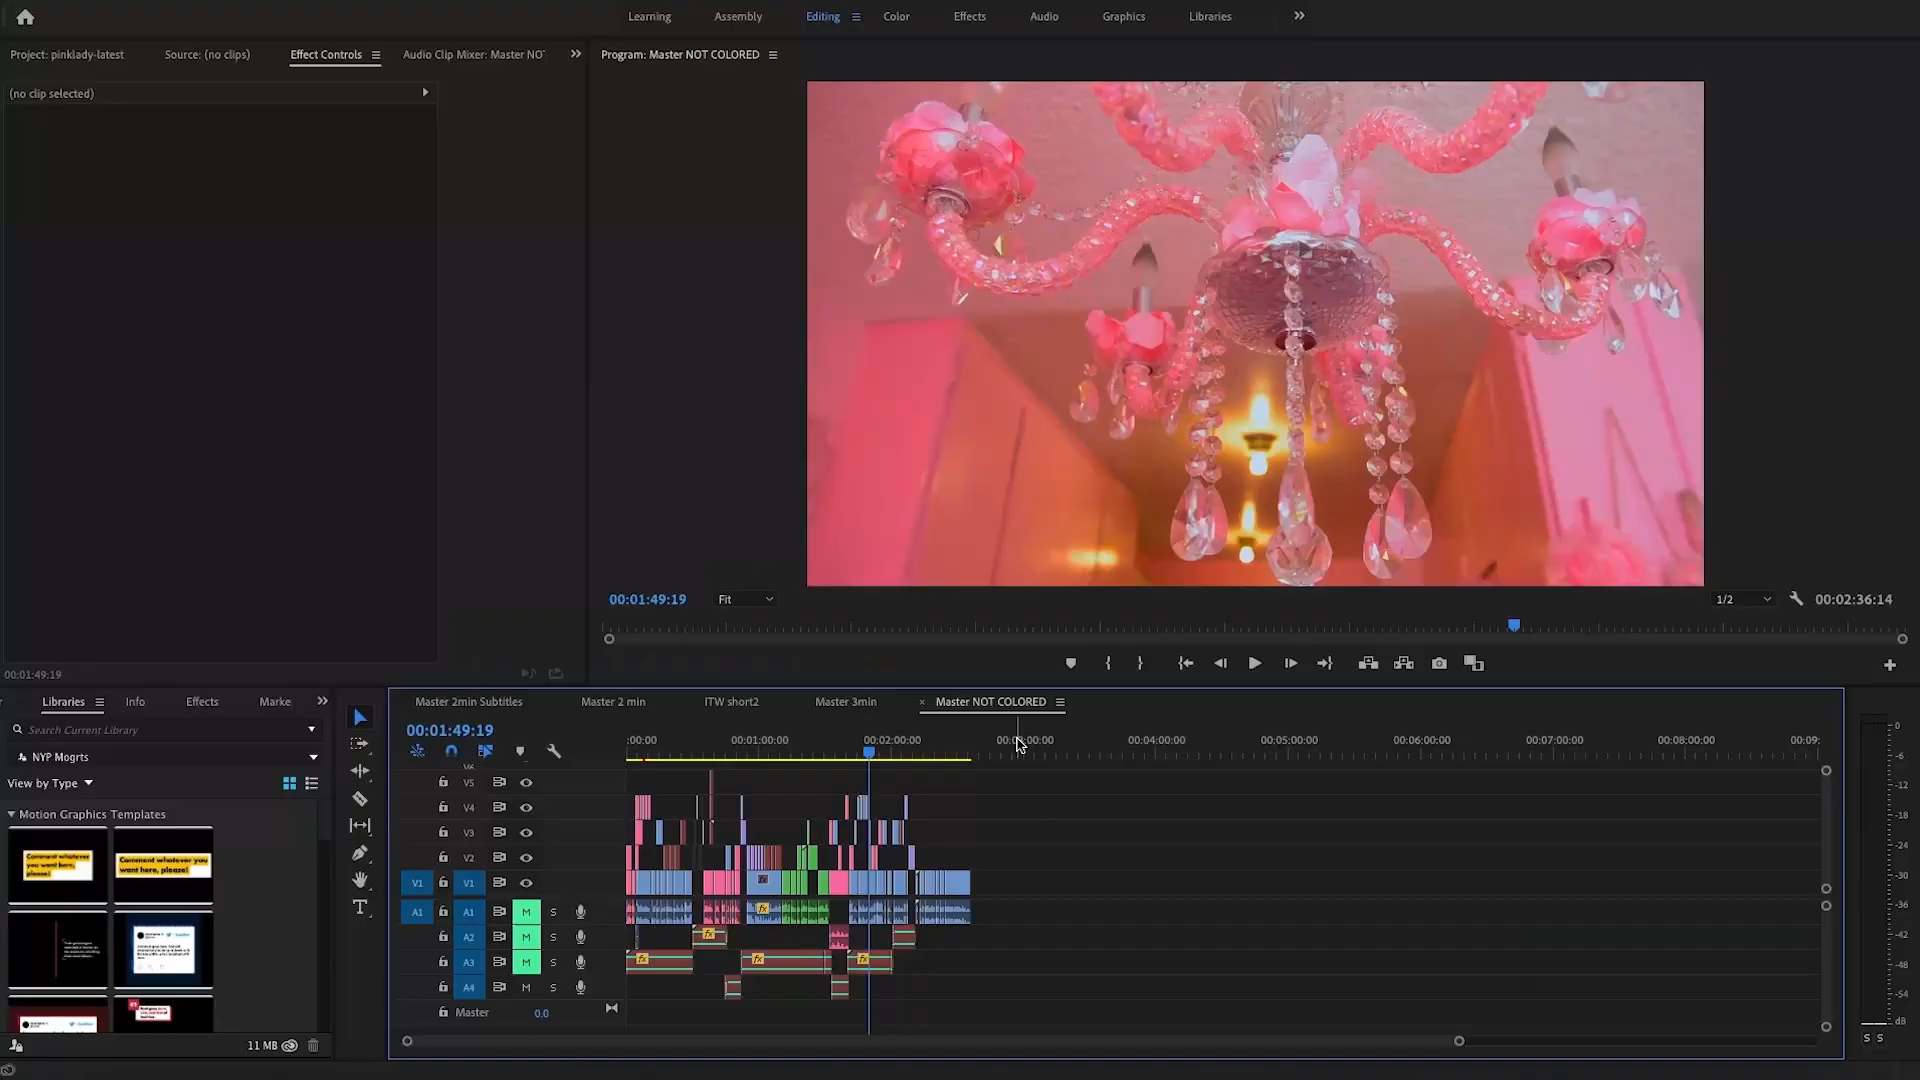 Learning Assembly Editing Color Effects Audio Graphics Libraries
Project: pinklady-latest Source: (no clips) Effect Controls Audio Clip Mixer: Master NO
Program: Master NOT COLORED
(no clip selected)
00:01:49:19 Fit 1/2 00:02:36:14
00:01:49:19
Libraries Info Effects Marke
Search Current Library
NYP Mogrts
View by Type
Motion Graphics Templates
Comment whatever you want here, please!
Comment whatever you want here, please!
11 MB
Master 2min Subtitles Master 2 min ITW short2 Master 3min × Master NOT COLORED
00:01:49:19
:00:00 00:01:00:00 00:02:00:00 00:03:00:00 00:04:00:00 00:05:00:00 00:06:00:00 00:07:00:00 00:08:00:00 00:09:
V5
V4
V3
V2
V1 V1
A1 A1 M S
A2 M S
A3 M S
A4 M S
Master 0.0
fx
fx
fx
fx
fx
0
-6
-12
-18
-24
-30
-36
-42
-48
-54
dB
S S